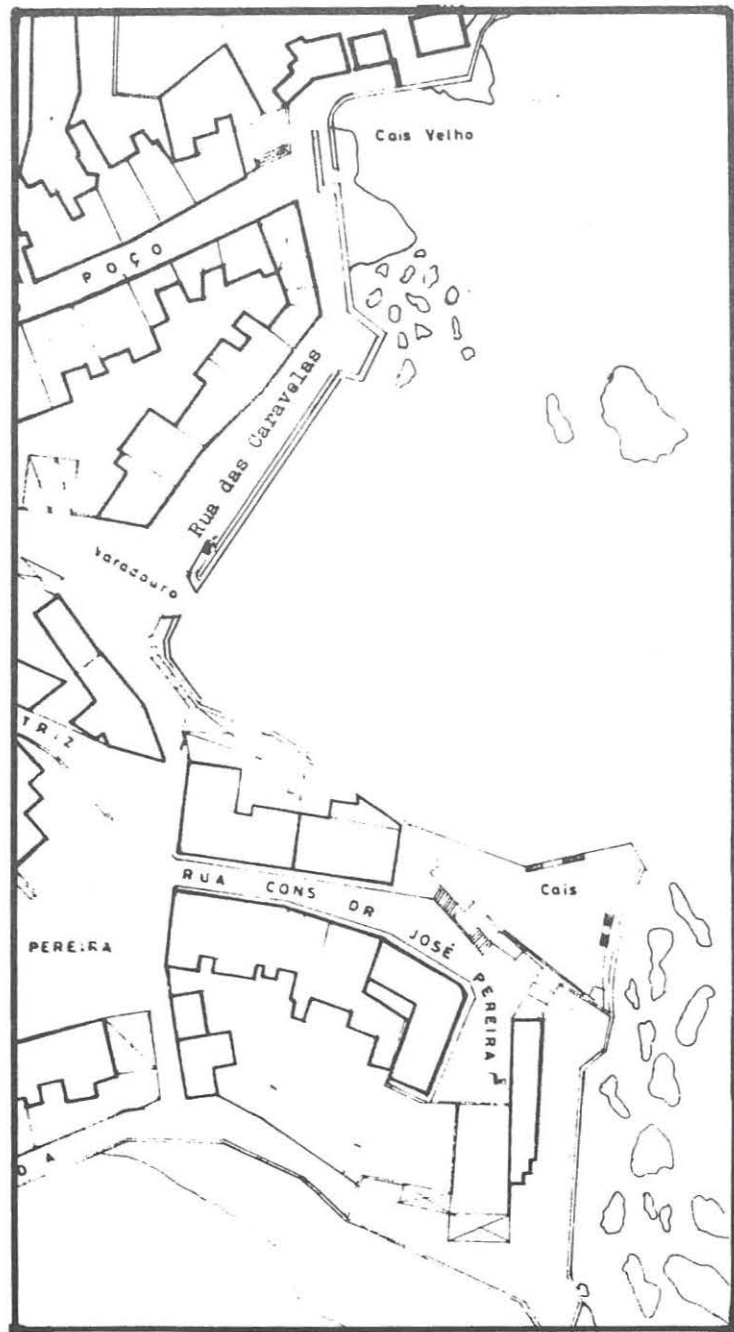 Cais Velho
POÇO
Rua das Caravelas
Varadouro
TRIZ
RUA CONS DR JOSÉ PEREIRA
Cais
PEREIRA
DA